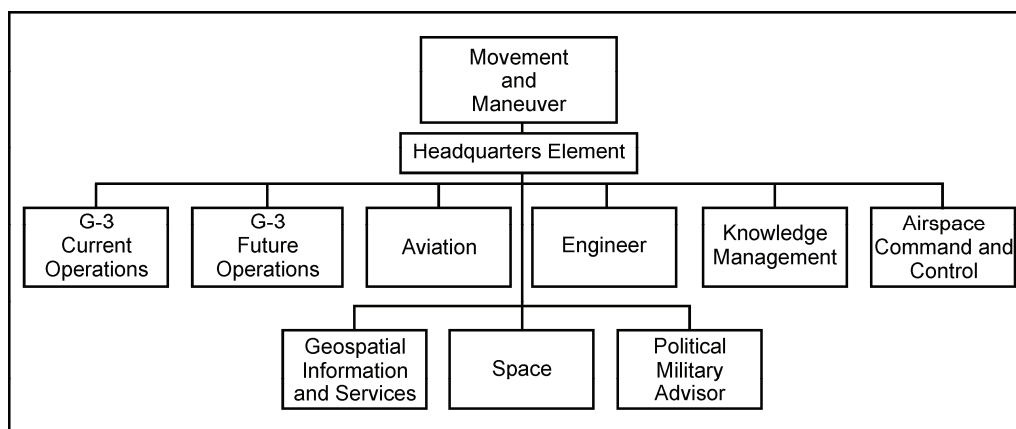 Movement
and
Maneuver
Headquarters Element
G-3
Current
Operations
G-3
Future
Operations
Aviation
Engineer
Knowledge
Management
Airspace
Command and
Control
Geospatial
Information
and Services
Space
Political
Military
Advisor